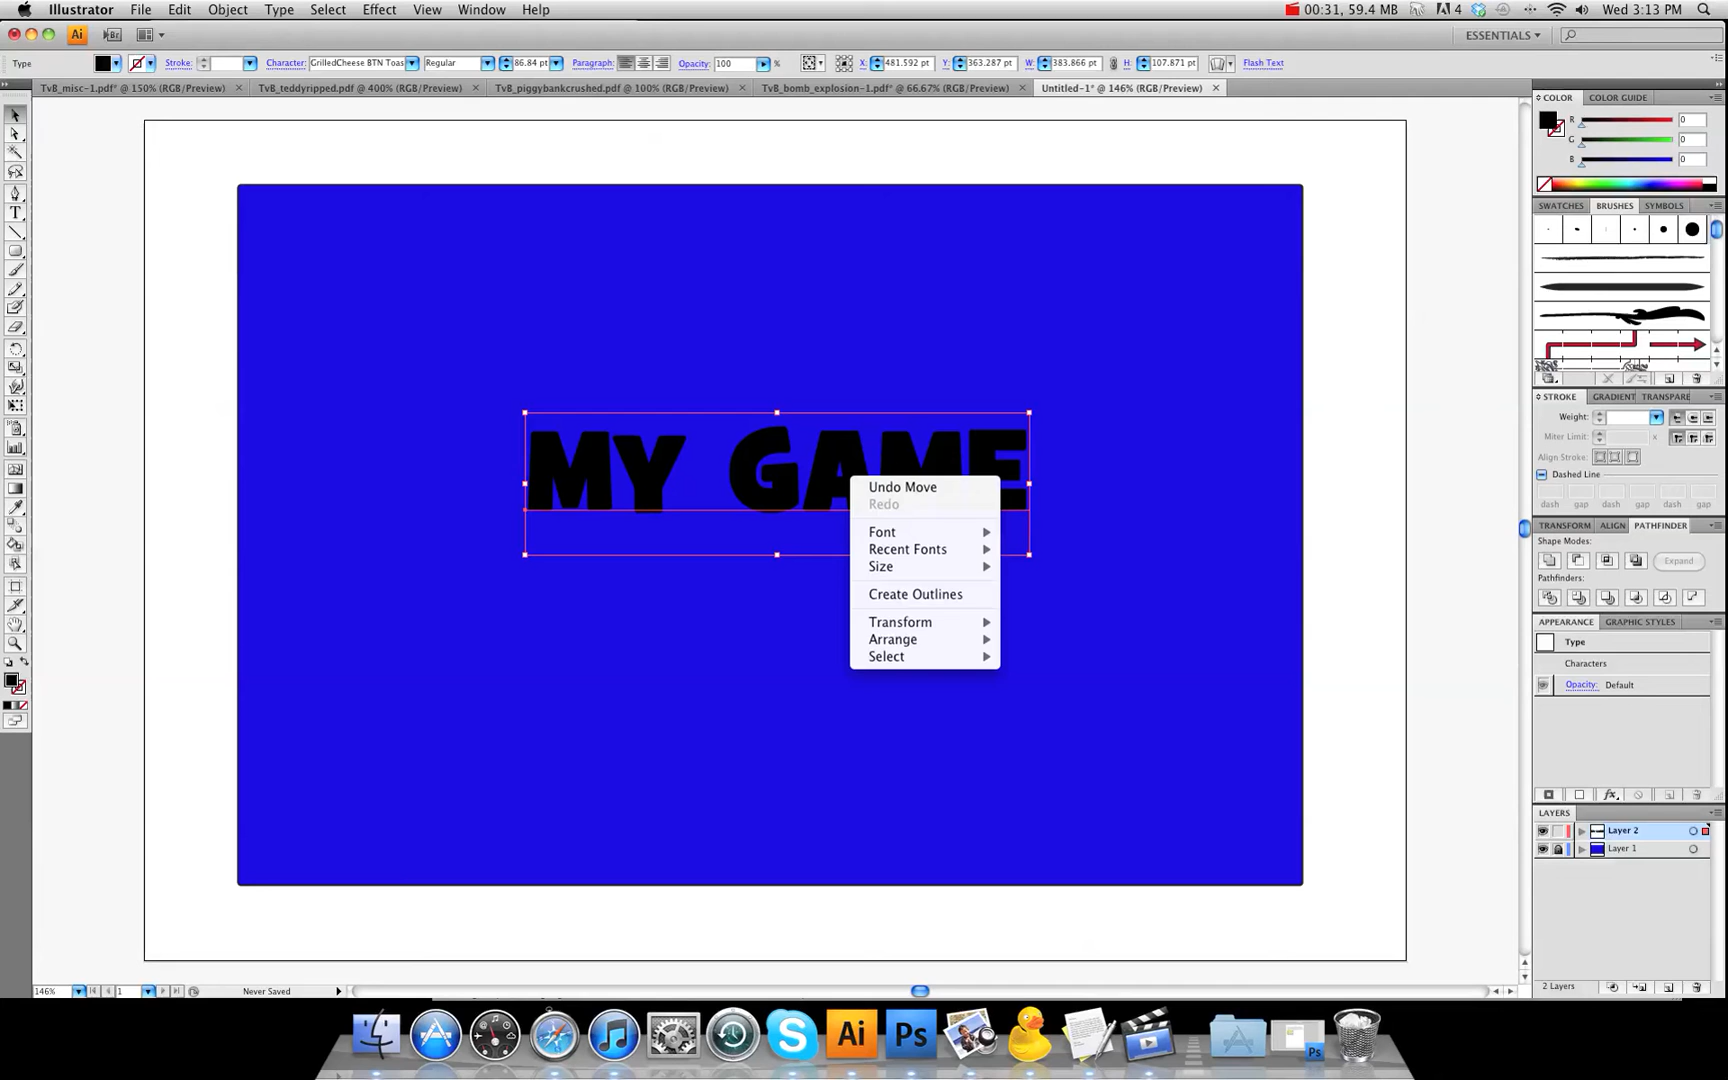 Illustrator File Edit Object Type Select Effect View Window Help 00:31, 59.4 MB 4 Wed 3:13 PM
Ai Br ESSENTIALS
Type Stroke: Character: GrilledCheese BTN Toas Regular 86.84 pt Paragraph: Opacity: 100 % X: 481.592 pt Y: 363.287 pt W: 383.866 pt H: 107.871 pt Flash Text
TvB_misc-1.pdf* @ 150% (RGB/Preview) TvB_teddyripped.pdf @ 400% (RGB/Preview) TvB_piggybankcrushed.pdf @ 100% (RGB/Preview) TvB_bomb_explosion-1.pdf* @ 66.67% (RGB/Preview) Untitled-1* @ 146% (RGB/Preview)
COLOR COLOR GUIDE
R 0
G 0
B 0
SWATCHES BRUSHES SYMBOLS
STROKE GRADIENT TRANSPARE
Weight:
Miter Limit: x
Align Stroke:
Dashed Line
dash gap dash gap dash gap
TRANSFORM ALIGN PATHFINDER
Shape Modes:
Expand
Pathfinders:
APPEARANCE GRAPHIC STYLES
Type
Characters
Opacity: Default
fx
LAYERS
Layer 2
Layer 1
2 Layers
MY GAME
Undo Move
Redo
Font
Recent Fonts
Size
Create Outlines
Transform
Arrange
Select
146% 1 Never Saved
Ai Ps Ps